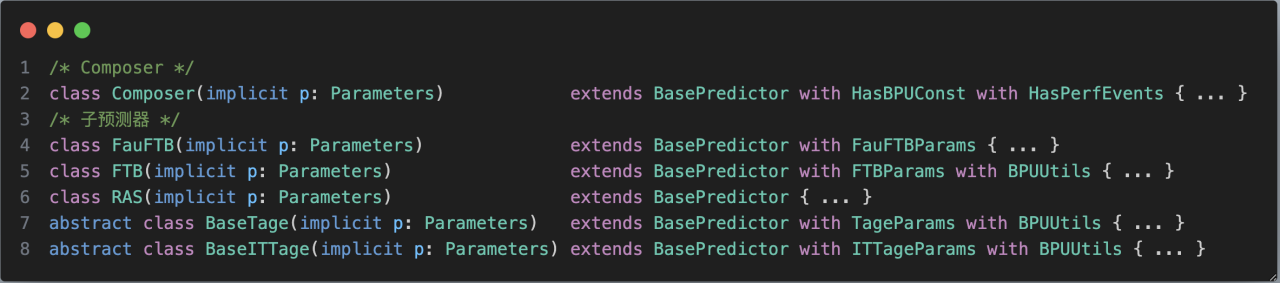 1 /* Composer */
2 class Composer(implicit p: Parameters) extends BasePredictor with HasBPUConst with HasPerfEvents { ... }
3 /* 子预测器 */
4 class FauFTB(implicit p: Parameters) extends BasePredictor with FauFTBParams { ... }
5 class FTB(implicit p: Parameters) extends BasePredictor with FTBParams with BPUUtils { ... }
6 class RAS(implicit p: Parameters) extends BasePredictor { ... }
7 abstract class BaseTage(implicit p: Parameters) extends BasePredictor with TageParams with BPUUtils { ... }
8 abstract class BaseITTage(implicit p: Parameters) extends BasePredictor with ITTageParams with BPUUtils { ... }